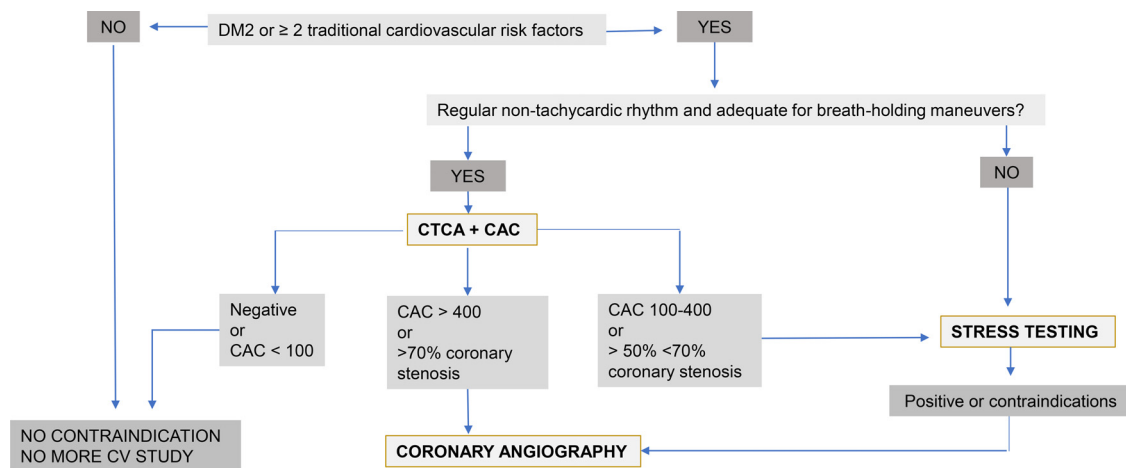 NO
DM2 or ≥ 2 traditional cardiovascular risk factors
YES
Regular non-tachycardic rhythm and adequate for breath-holding maneuvers?
YES
NO
CTCA + CAC
Negative
or
CAC < 100
CAC > 400
or
>70% coronary
stenosis
CAC 100-400
or
> 50% <70%
coronary stenosis
STRESS TESTING
Positive or contraindications
NO CONTRAINDICATION
NO MORE CV STUDY
CORONARY ANGIOGRAPHY